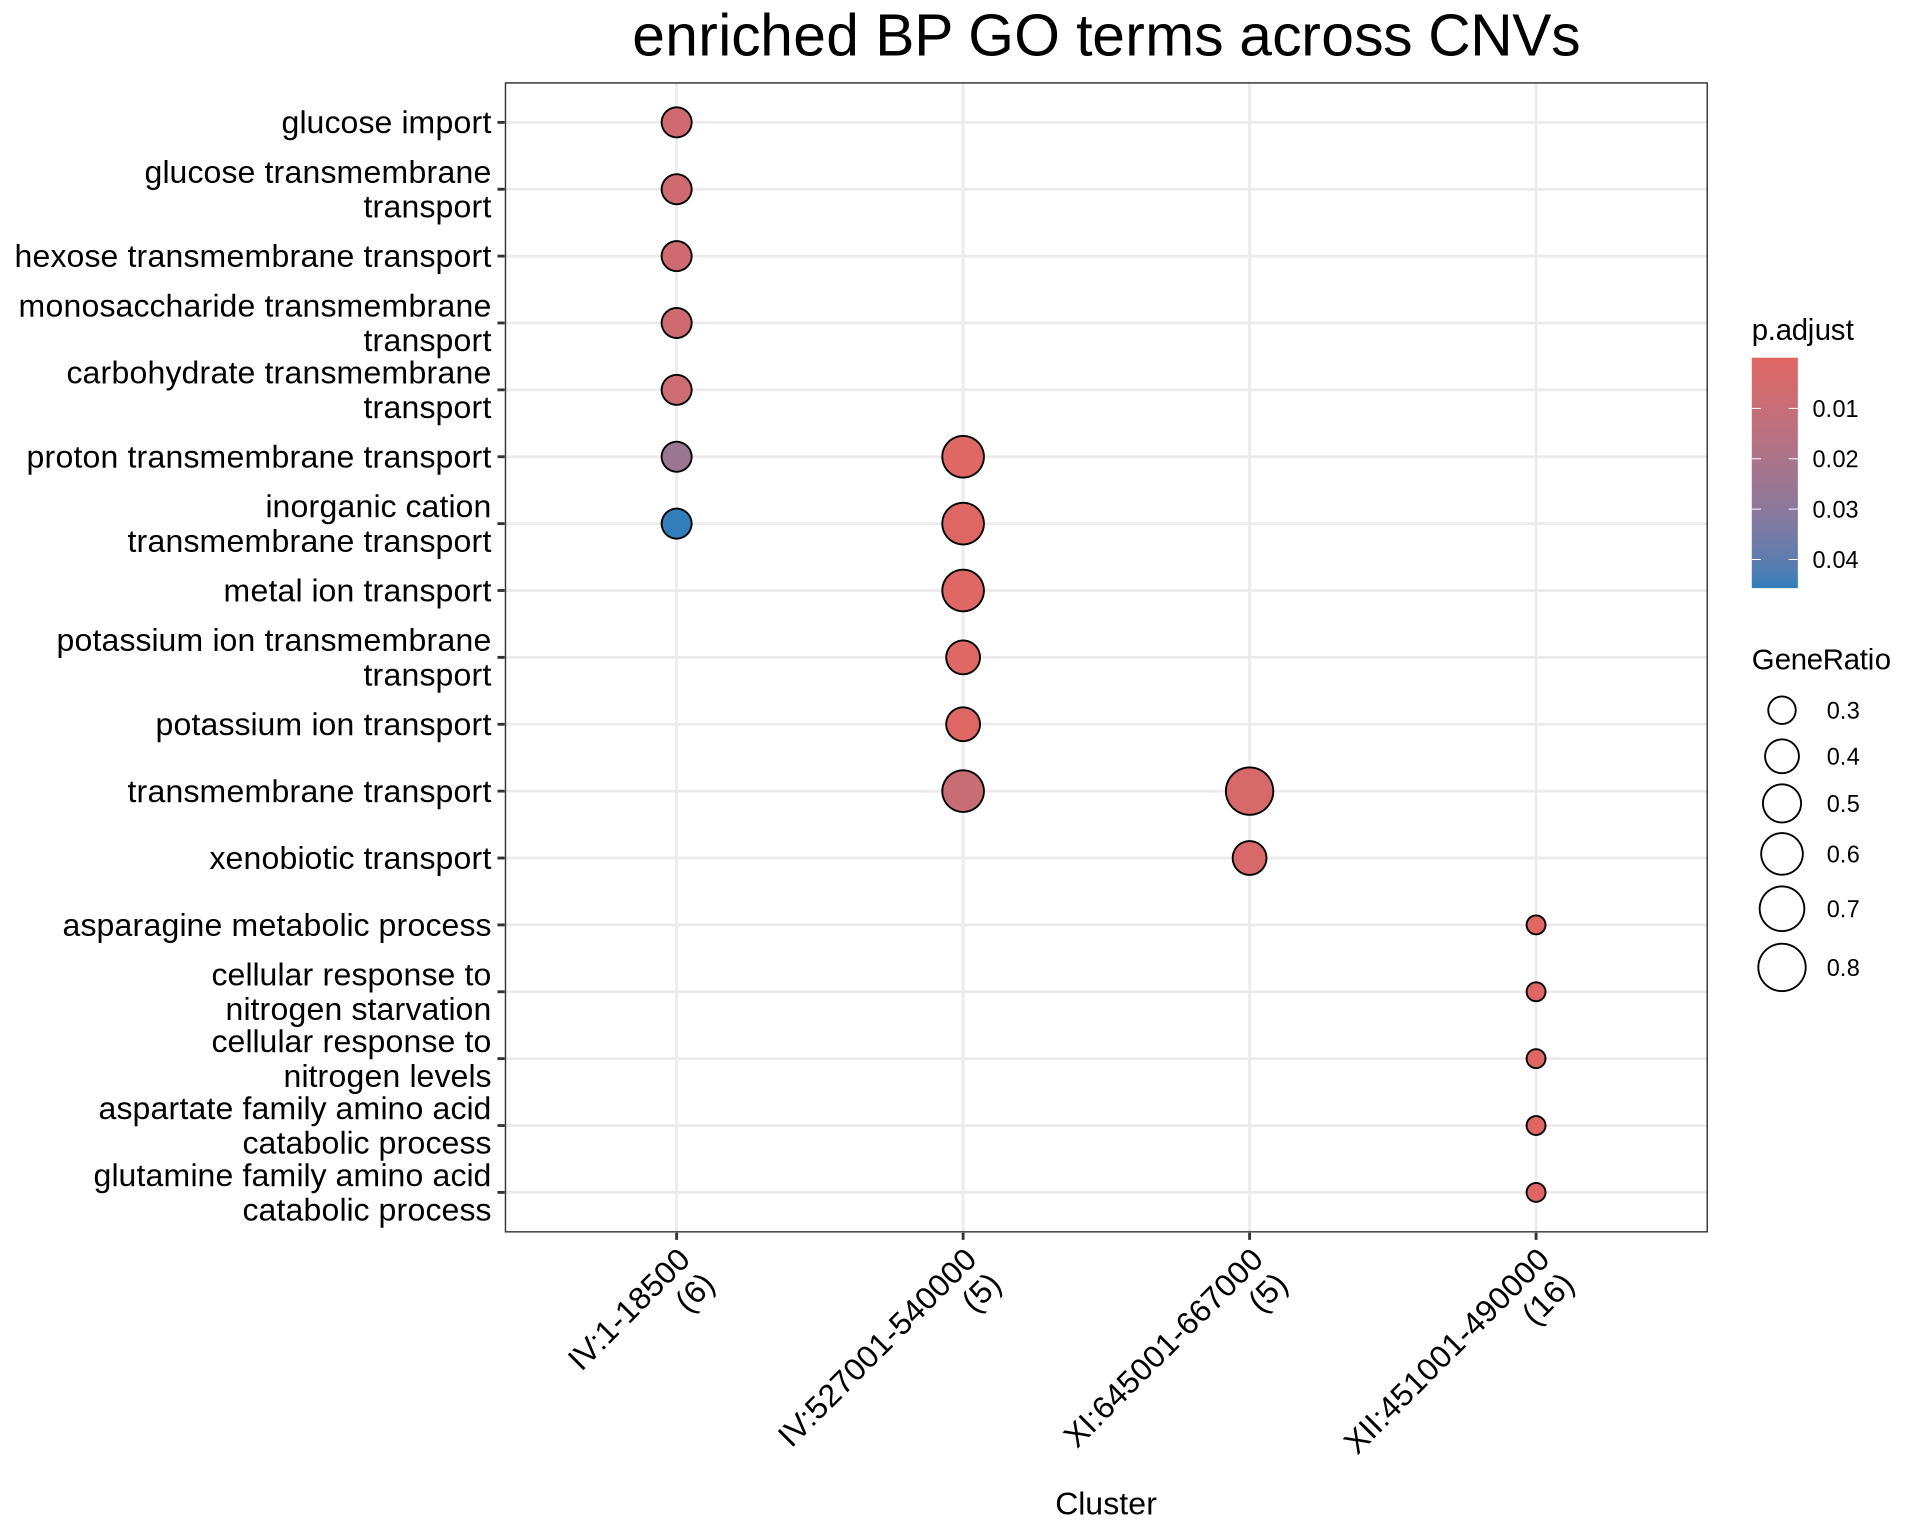 enriched BP GO terms across CNVs
glucose import
glucose transmembrane
transport
hexose transmembrane transport
monosaccharide transmembrane
transport
carbohydrate transmembrane
transport
proton transmembrane transport
inorganic cation
transmembrane transport
metal ion transport
potassium ion transmembrane
transport
potassium ion transport
transmembrane transport
xenobiotic transport
asparagine metabolic process
cellular response to
nitrogen starvation
cellular response to
nitrogen levels
aspartate family amino acid
catabolic process
glutamine family amino acid
catabolic process
IV:1-18500
(6)
IV:527001-540000
(5)
XI:645001-667000
(5)
XII:451001-490000
(16)
Cluster
p.adjust
0.01
0.02
0.03
0.04
GeneRatio
0.3
0.4
0.5
0.6
0.7
0.8